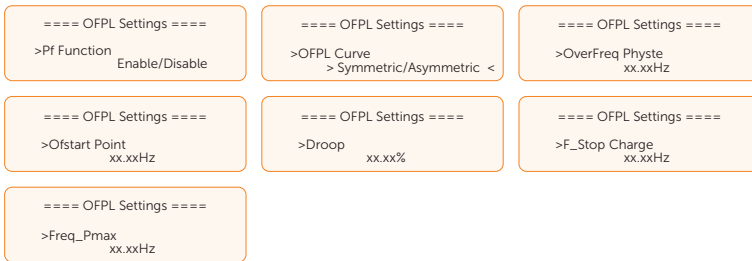 ==== OFPL Settings ====
>Pf Function
Enable/Disable
==== OFPL Settings ====
>OFPL Curve
> Symmetric/Asymmetric <
==== OFPL Settings ====
>OverFreq Physte
xx.xxHz
==== OFPL Settings ====
>Ofstart Point
xx.xxHz
==== OFPL Settings ====
>Droop
xx.xx%
==== OFPL Settings ====
>F_Stop Charge
xx.xxHz
==== OFPL Settings ====
>Freq_Pmax
xx.xxHz